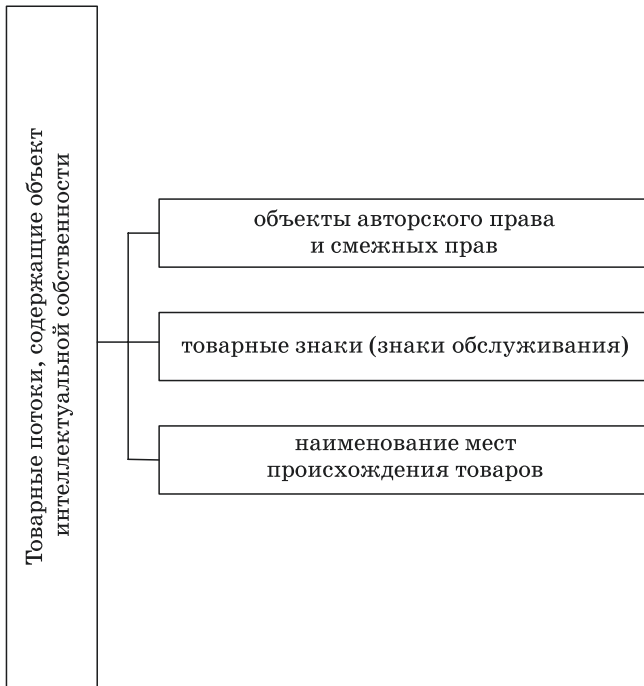 Товарные потоки, содержащие объект
интеллектуальной собственности
объекты авторского права
и смежных прав
товарные знаки (знаки обслуживания)
наименование мест
происхождения товаров